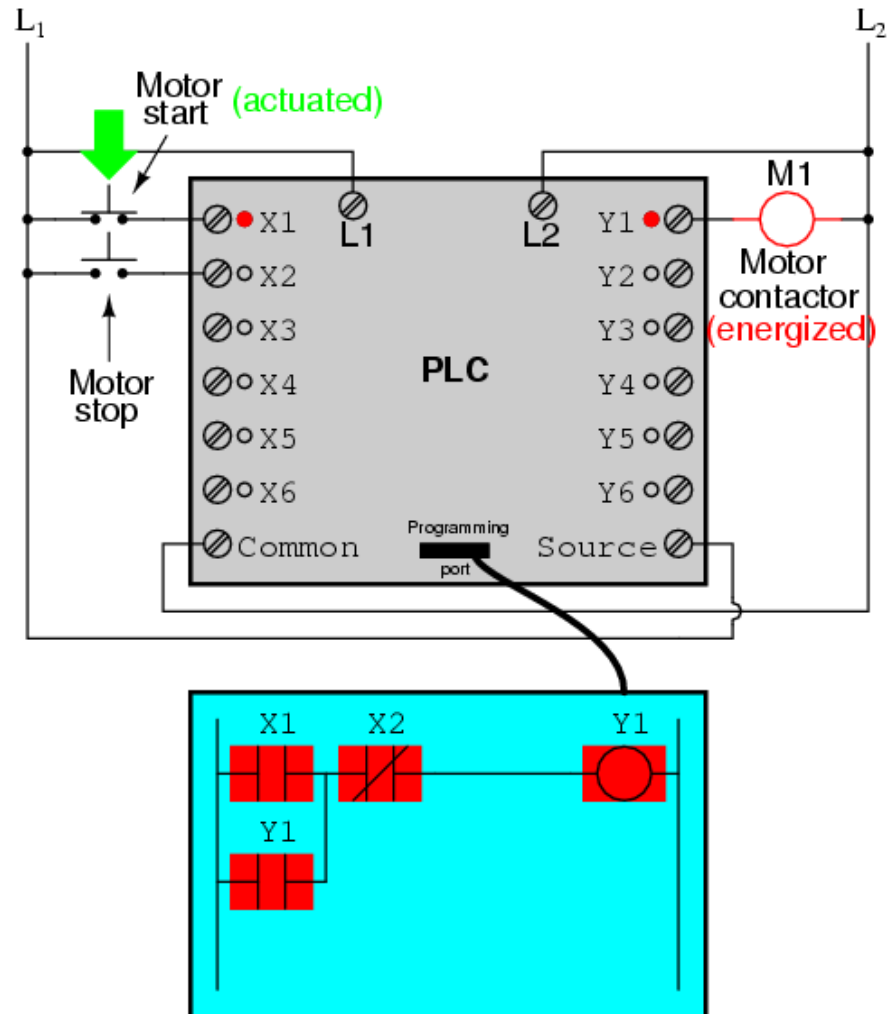 L1 L2
Motor
start (actuated)
M1
X1 L1 L2 Y1
X2 Y2
Motor
contactor
(energized)
X3 Y3
PLC
Motor
stop
X4 Y4
X5 Y5
X6 Y6
Programming
port
Common Source
X1 X2 Y1
Y1